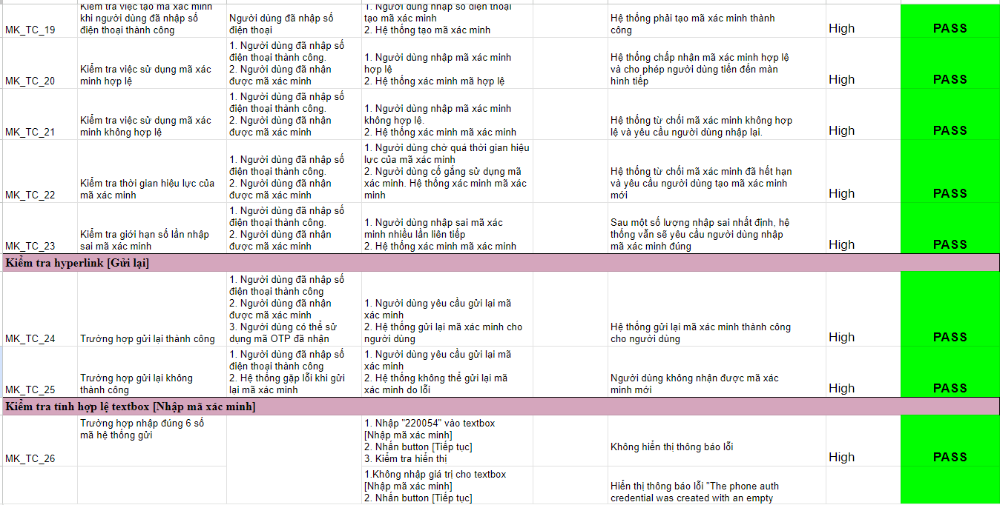 Kiểm tra việc tạo mã xác minh
khi người dùng đã nhập số
điện thoại thành công
Người dùng đã nhập số
điện thoại
1. Người dùng nhập số điện thoại
tạo mã xác minh
2. Hệ thống tạo mã xác minh
Hệ thống phải tạo mã xác minh thành
công
MK_TC_19
High
PASS
MK_TC_20
Kiểm tra việc sử dụng mã xác
minh hợp lệ
1. Người dùng đã nhập số
điện thoại thành công.
2. Người dùng đã nhận
được mã xác minh
1. Người dùng nhập mã xác minh
hợp lệ
2. Hệ thống xác minh mã hợp lệ
Hệ thống chấp nhận mã xác minh hợp lệ
và cho phép người dùng tiến đến màn
hình tiếp
High
PASS
MK_TC_21
Kiểm tra việc sử dụng mã xác
minh không hợp lệ
1. Người dùng đã nhập số
điện thoại thành công.
2. Người dùng đã nhận
được mã xác minh
1. Người dùng nhập mã xác minh
không hợp lệ.
2. Hệ thống xác minh mã xác minh
Hệ thống từ chối mã xác minh không hợp
lệ và yêu cầu người dùng nhập lại.
High
PASS
MK_TC_22
Kiểm tra thời gian hiệu lực của
mã xác minh
1. Người dùng đã nhập số
điện thoại thành công.
2. Người dùng đã nhận
được mã xác minh
1. Người dùng chờ quá thời gian hiệu
lực của mã xác minh
2. Người dùng cố gắng sử dụng mã
xác minh. Hệ thống xác minh mã xác
minh
Hệ thống từ chối mã xác minh đã hết hạn
và yêu cầu người dùng tạo mã xác minh
mới
High
PASS
MK_TC_23
Kiểm tra giới hạn số lần nhập
sai mã xác minh
1. Người dùng đã nhập số
điện thoại thành công.
2. Người dùng đã nhận
được mã xác minh
1. Người dùng nhập sai mã xác
minh nhiều lần liên tiếp
2. Hệ thống xác minh mã xác minh
Sau một số lượng nhập sai nhất định, hệ
thống vẫn sẽ yêu cầu người dùng nhập
mã xác minh đúng
High
PASS
Kiểm tra hyperlink [Gửi lại]
MK_TC_24
Trường hợp gửi lại thành công
1. Người dùng đã nhập số
điện thoại thành công
2. Người dùng đã nhận
được mã xác minh
3. Người dùng có thể sử
dụng mã OTP đã nhận
1. Người dùng yêu cầu gửi lại mã
xác minh
2. Hệ thống gửi lại mã xác minh cho
người dùng
Hệ thống gửi lại mã xác minh thành công
cho người dùng
High
PASS
MK_TC_25
Trường hợp gửi lại không
thành công
1. Người dùng đã nhập số
điện thoại thành công
2. Hệ thống gặp lỗi khi gửi
lại mã xác minh
1. Người dùng yêu cầu gửi lại mã
xác minh
2. Hệ thống không thể gửi lại mã
xác minh do lỗi
Người dùng không nhận được mã xác
minh mới
High
PASS
Kiểm tra tính hợp lệ textbox [Nhập mã xác minh]
MK_TC_26
Trường hợp nhập đúng 6 số
mã hệ thống gửi
1. Nhập "220054" vào textbox
[Nhập mã xác minh]
2. Nhấn button [Tiếp tục]
3. Kiểm tra hiển thị
Không hiển thị thông báo lỗi
High
PASS
1.Không nhập giá trị cho textbox
[Nhập mã xác minh]
2. Nhấn button [Tiếp tục]
Hiển thị thông báo lỗi "The phone auth
credential was created with an empty